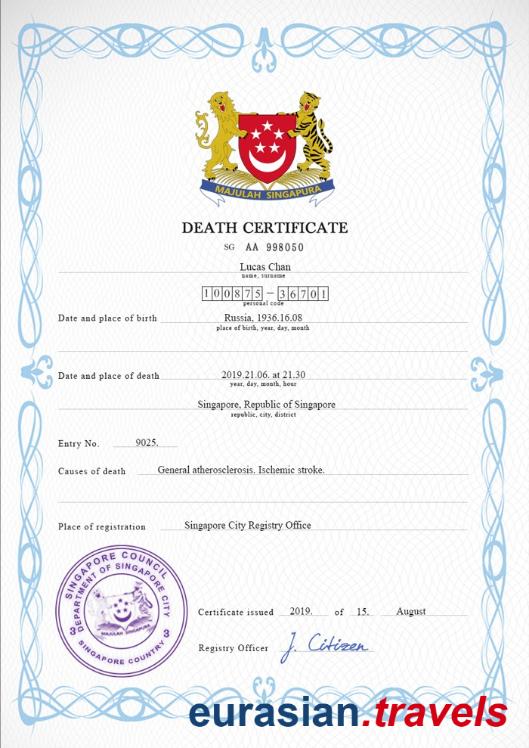 MAJULAH SINGAPURA
DEATH CERTIFICATE
SG AA 998050
Lucas Chan
name, surname
100875-36701
personal code
Date and place of birth Russia, 1936.16.08
place of birth, year, day, month
Date and place of death 2019.21.06. at 21.30
year, day, month, hour
Singapore, Republic of Singapore
republic, city, district
Entry No. 9025.
Causes of death General atherosclerosis. Ischemic stroke.
Place of registration Singapore City Registry Office
SINGAPORE COUNCIL
DEPARTMENT OF SINGAPORE CITY
MAJULAH SINGAPURA
3 3
SINGAPORE COUNTRY
Certificate issued 2019. of 15. August
Registry Officer J. Citizen
eurasian.travels